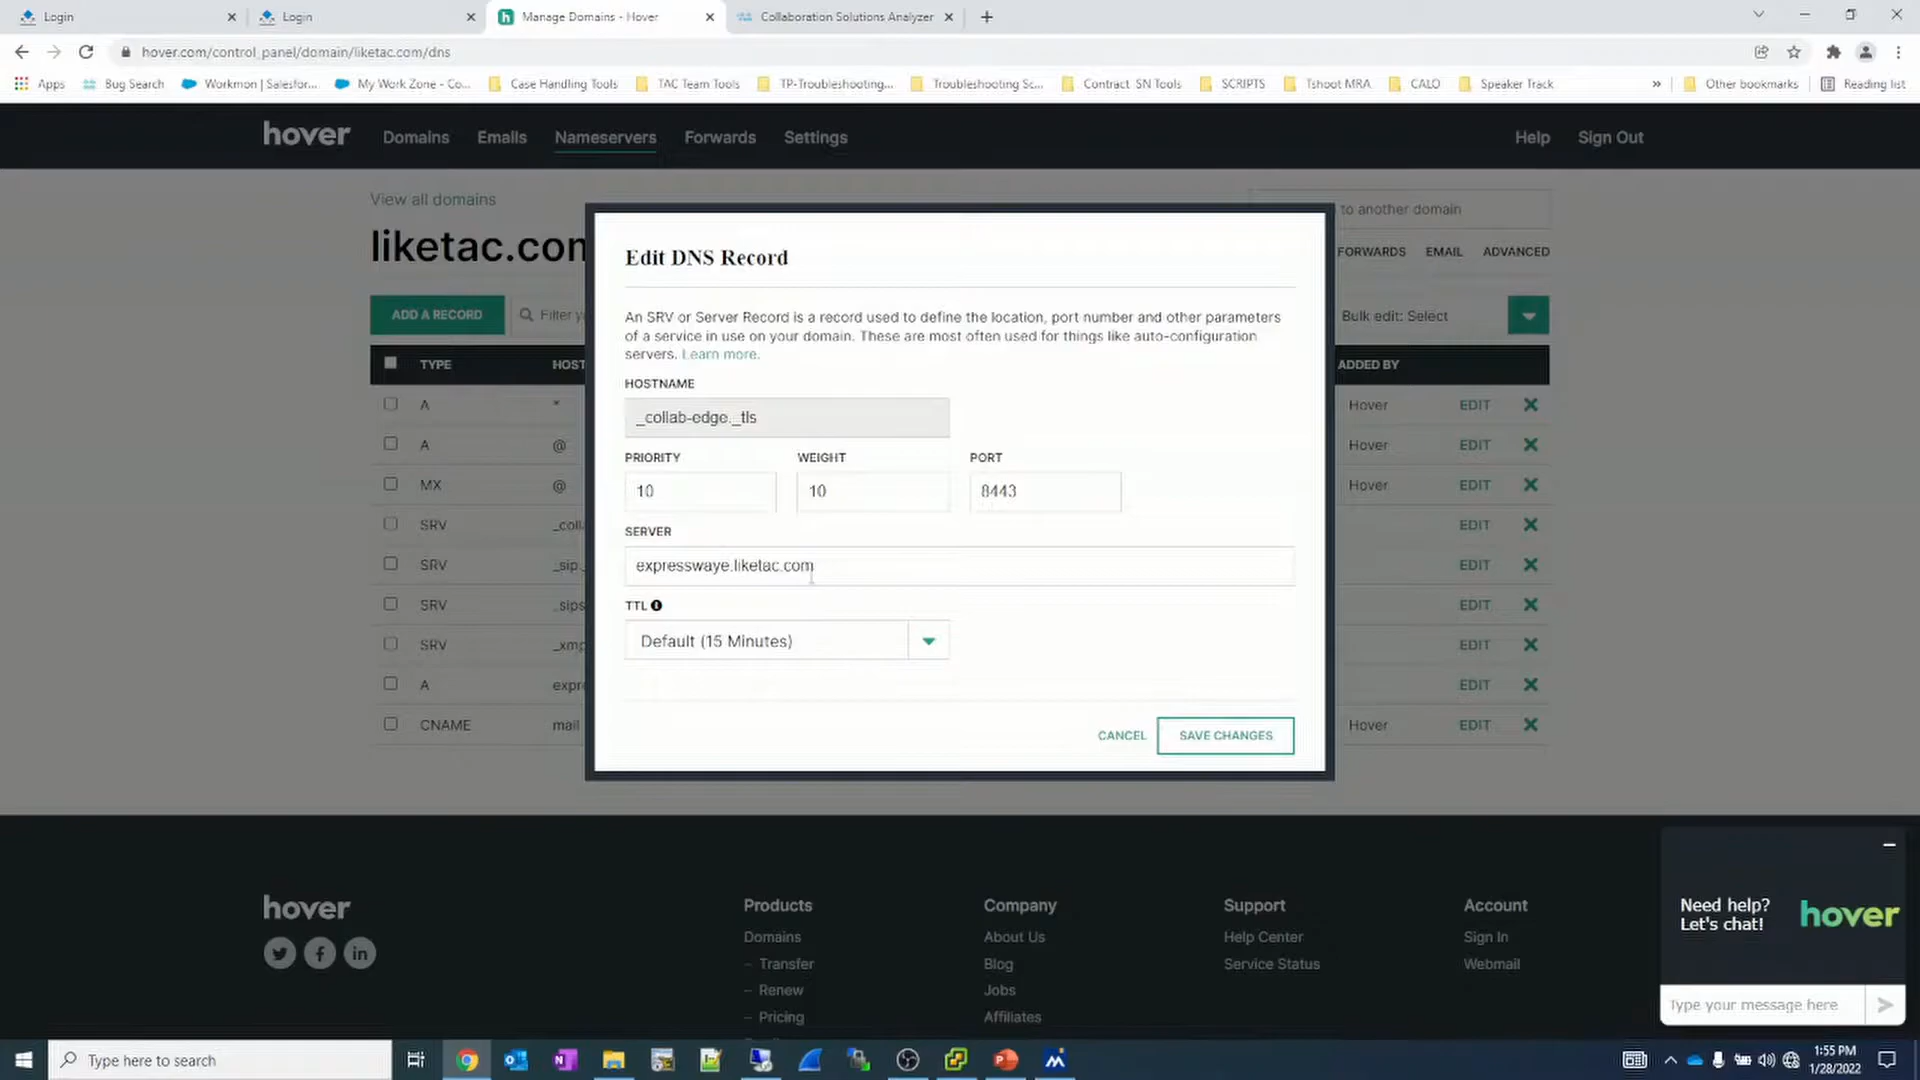 Login
Login
Manage Domains - Hover
Collaboration Solutions Analyzer
hover.com/control_panel/domain/liketac.com/dns
Apps
Bug Search
Workmon | Salesfor...
My Work Zone - Co...
Case Handling Tools
TAC Team Tools
TP-Troubleshooting...
Troubleshooting Sc...
Contract SN Tools
SCRIPTS
Tshoot MRA
CALO
Speaker Track
Other bookmarks
Reading list
hover
Domains
Emails
Nameservers
Forwards
Settings
Help
Sign Out
View all domains
to another domain
liketac.com
FORWARDS
EMAIL
ADVANCED
ADD A RECORD
Filter y
Bulk edit: Select
TYPE
HOST
ADDED BY
A * Hover EDIT
A @ Hover EDIT
MX @ Hover EDIT
SRV _coll EDIT
SRV _sip. EDIT
SRV _sips EDIT
SRV _xmp EDIT
A expr EDIT
CNAME mail Hover EDIT
Edit DNS Record
An SRV or Server Record is a record used to define the location, port number and other parameters
of a service in use on your domain. These are most often used for things like auto-configuration
servers. Learn more.
HOSTNAME
_collab-edge._tls
PRIORITY
WEIGHT
PORT
10
10
8443
SERVER
expresswaye.liketac.com
TTL
Default (15 Minutes)
CANCEL
SAVE CHANGES
hover
Products
Domains
– Transfer
– Renew
– Pricing
Company
About Us
Blog
Jobs
Affiliates
Support
Help Center
Service Status
Account
Sign In
Webmail
Need help?
Let's chat!
hover
Type your message here
Type here to search
1:55 PM
1/28/2022